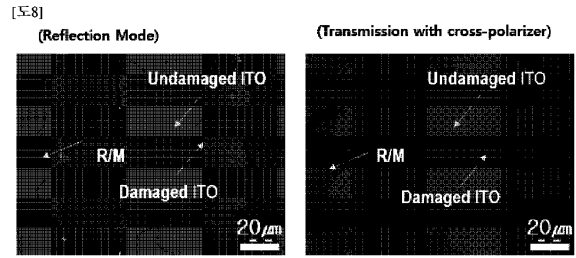 [도8]
(Reflection Mode)
(Transmission with cross-polarizer)
Undamaged ITO
R/M
Damaged ITO
20㎛
Undamaged ITO
R/M
Damaged ITO
20㎛